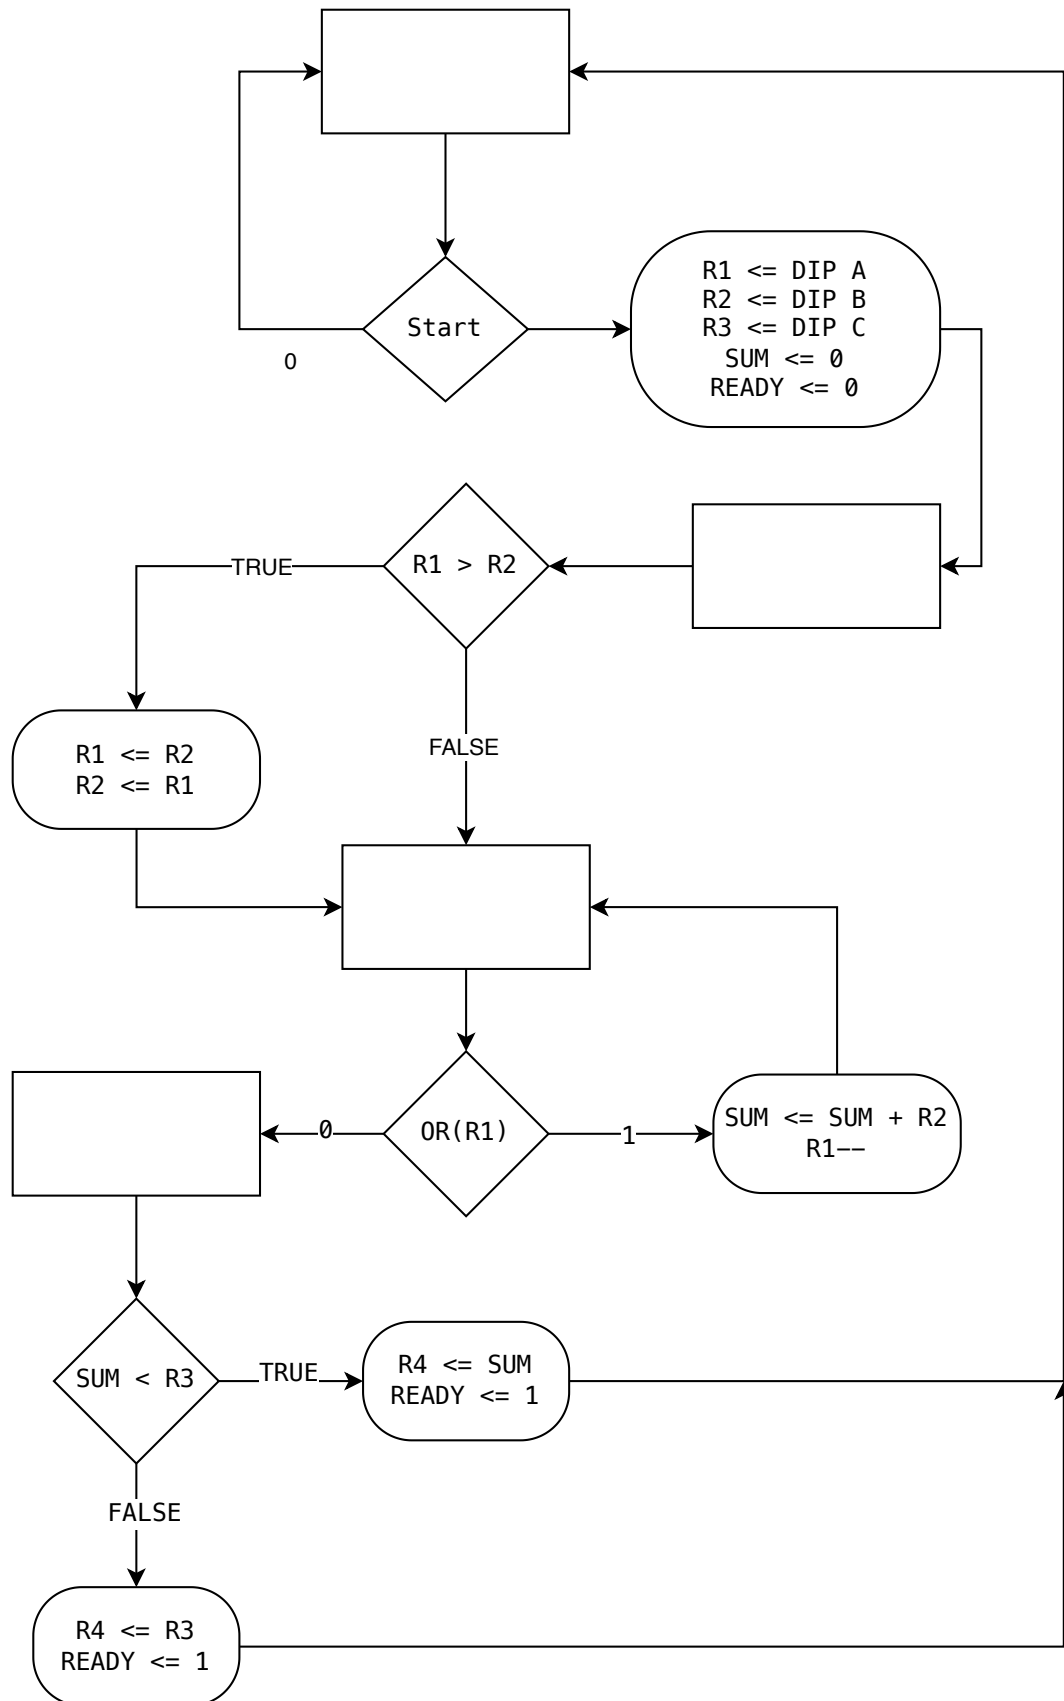 Start
0
R1 <= DIP A
R2 <= DIP B
R3 <= DIP C
SUM <= 0
READY <= 0
R1 > R2
TRUE
FALSE
R1 <= R2
R2 <= R1
OR(R1)
0
1
SUM <= SUM + R2
R1--
SUM < R3
TRUE
R4 <= SUM
READY <= 1
FALSE
R4 <= R3
READY <= 1